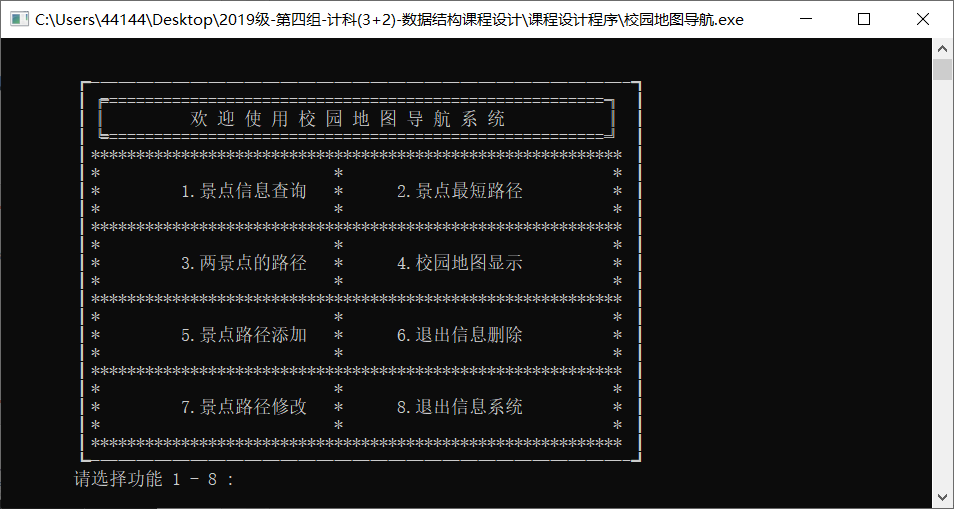 C:\Users\44144\Desktop\2019级-第四组-计科(3+2)-数据结构课程设计\课程设计程序\校园地图导航.exe
欢 迎 使 用 校 园 地 图 导 航 系 统
1.景点信息查询 2.景点最短路径
3.两景点的路径 4.校园地图显示
5.景点路径添加 6.退出信息删除
7.景点路径修改 8.退出信息系统
请选择功能 1 - 8 :